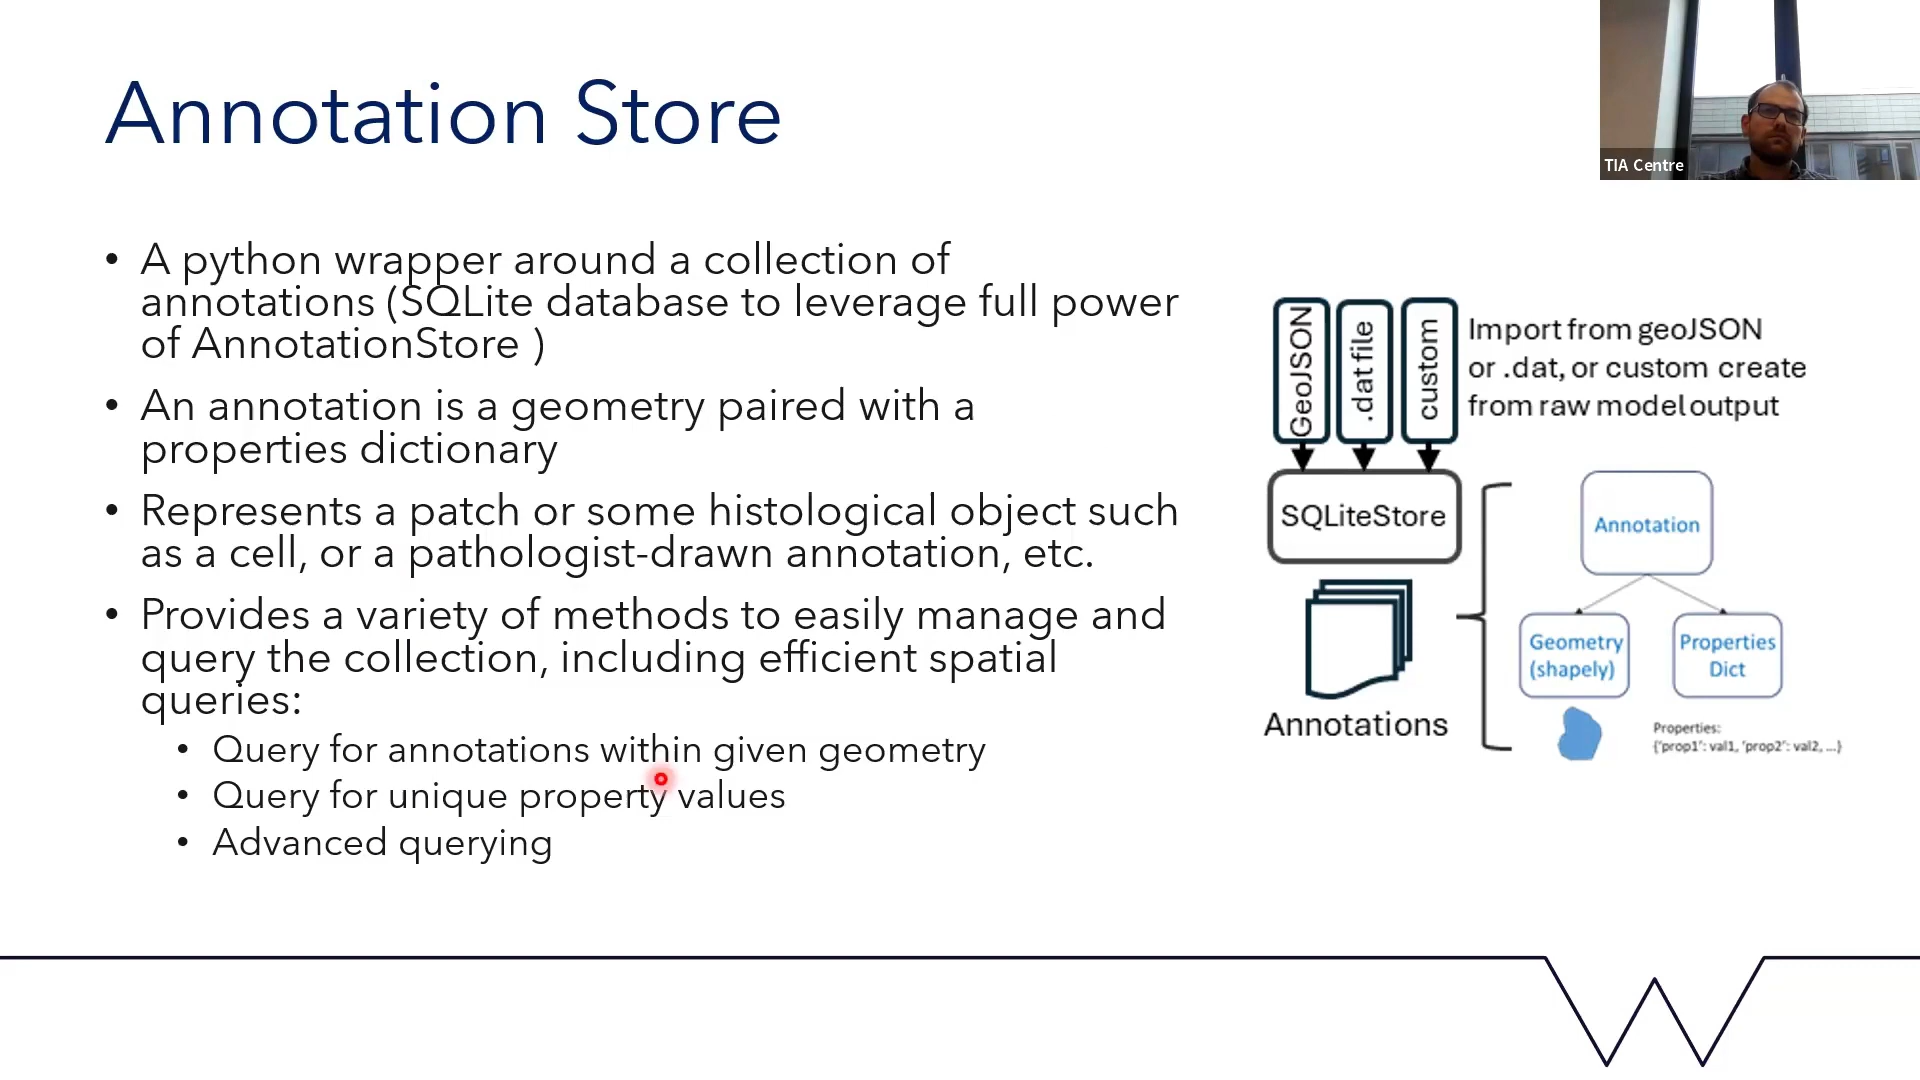 Annotation Store
TIA Centre
• A python wrapper around a collection of
annotations (SQLite database to leverage full power
of AnnotationStore )
• An annotation is a geometry paired with a
properties dictionary
• Represents a patch or some histological object such
as a cell, or a pathologist-drawn annotation, etc.
• Provides a variety of methods to easily manage and
query the collection, including efficient spatial
queries:
• Query for annotations within given geometry
• Query for unique property values
• Advanced querying
GeoJSON
.dat file
custom
Import from geoJSON
or .dat, or custom create
from raw model output
SQLiteStore
Annotations
Annotation
Geometry
(shapely)
Properties
Dict
Properties:
{'prop1': val1, 'prop2': val2, ...}